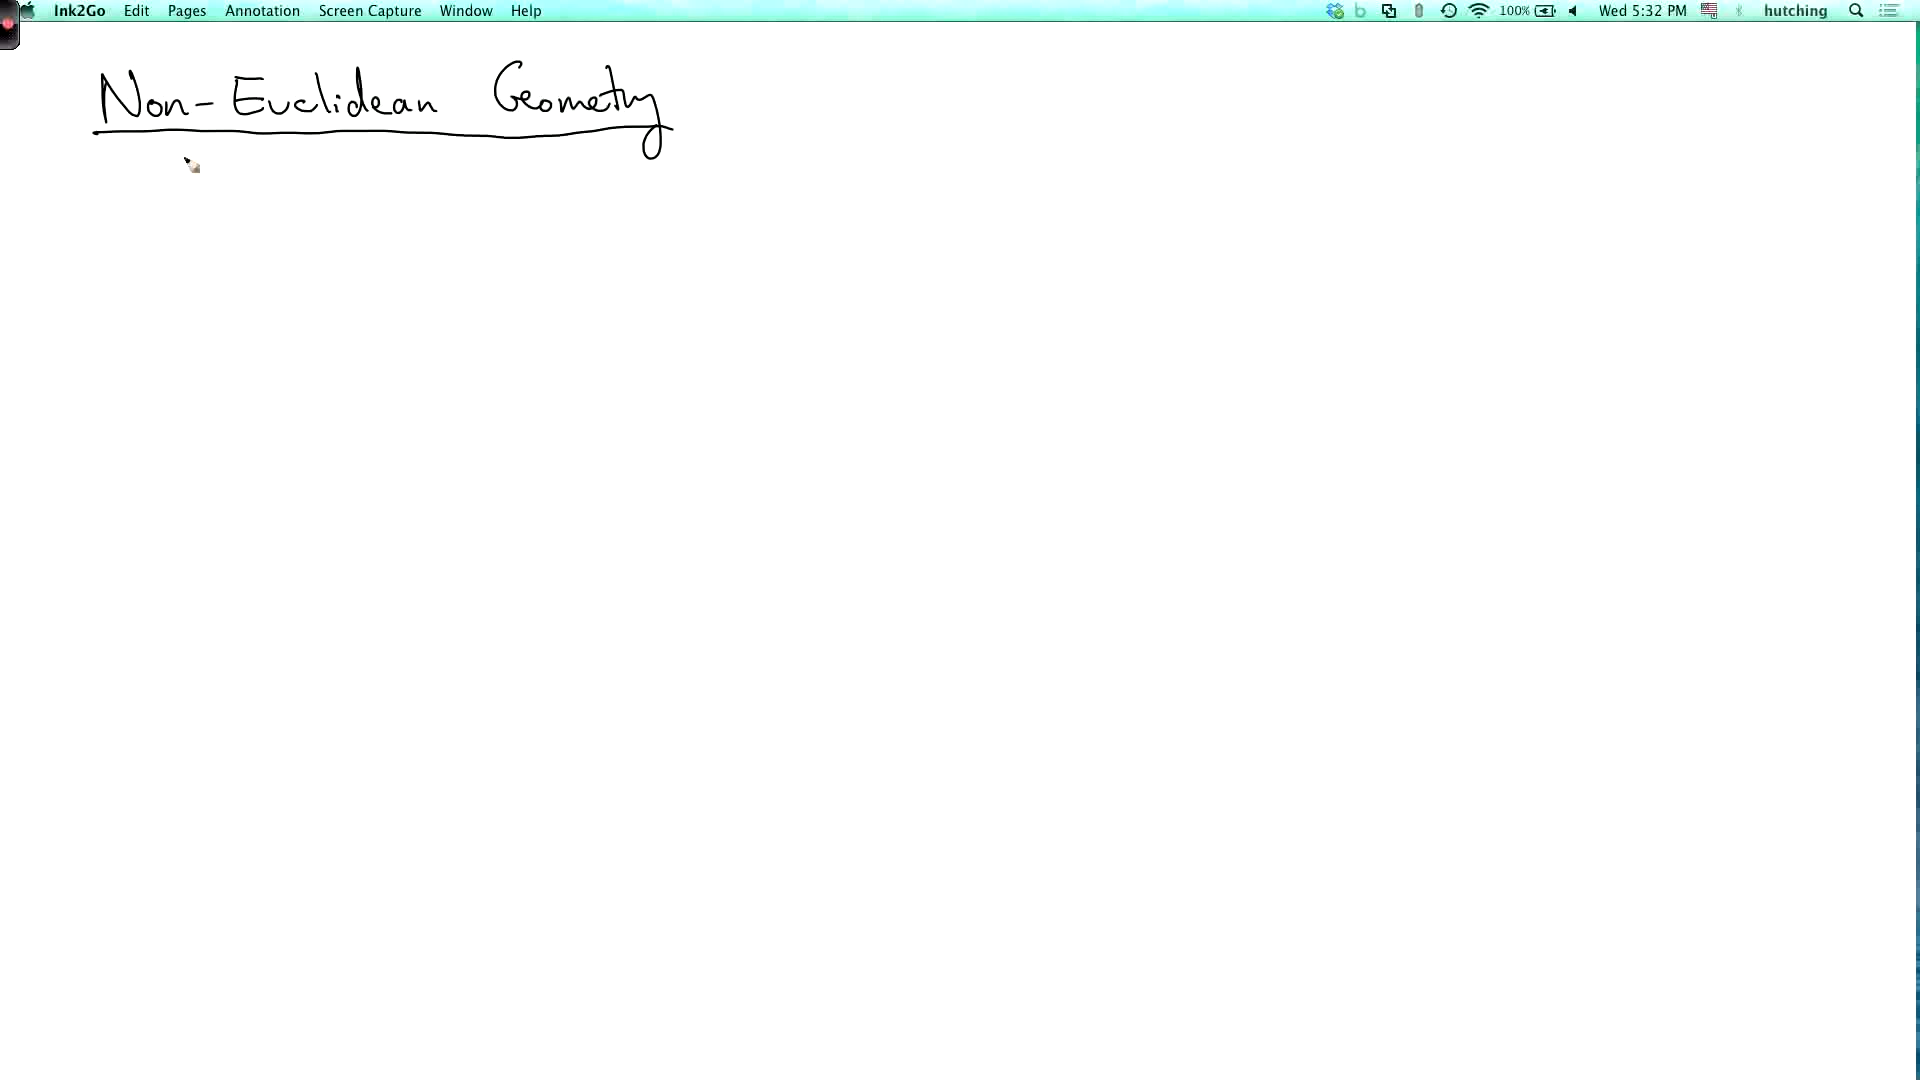 Ink2Go Edit Pages Annotation Screen Capture Window Help 100% Wed 5:32 PM hutching
Non-Euclidean Geometry